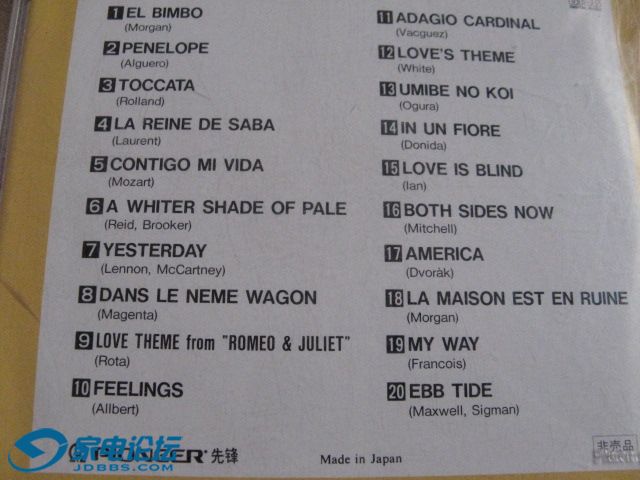 1 EL BIMBO
(Morgan)
2 PENELOPE
(Alguero)
3 TOCCATA
(Rolland)
4 LA REINE DE SABA
(Laurent)
5 CONTIGO MI VIDA
(Mozart)
6 A WHITER SHADE OF PALE
(Reid, Brooker)
7 YESTERDAY
(Lennon, McCartney)
8 DANS LE NEME WAGON
(Magenta)
9 LOVE THEME from "ROMEO & JULIET"
(Rota)
10 FEELINGS
(Allbert)
11 ADAGIO CARDINAL
(Vacguez)
12 LOVE'S THEME
(White)
13 UMIBE NO KOI
(Ogura)
14 IN UN FIORE
(Donida)
15 LOVE IS BLIND
(Ian)
16 BOTH SIDES NOW
(Mitchell)
17 AMERICA
(Dvoràk)
18 LA MAISON EST EN RUINE
(Morgan)
19 MY WAY
(Francois)
20 EBB TIDE
(Maxwell, Sigman)
PIONEER 先锋
Made in Japan
非売品
家电论坛
JDBBS.COM